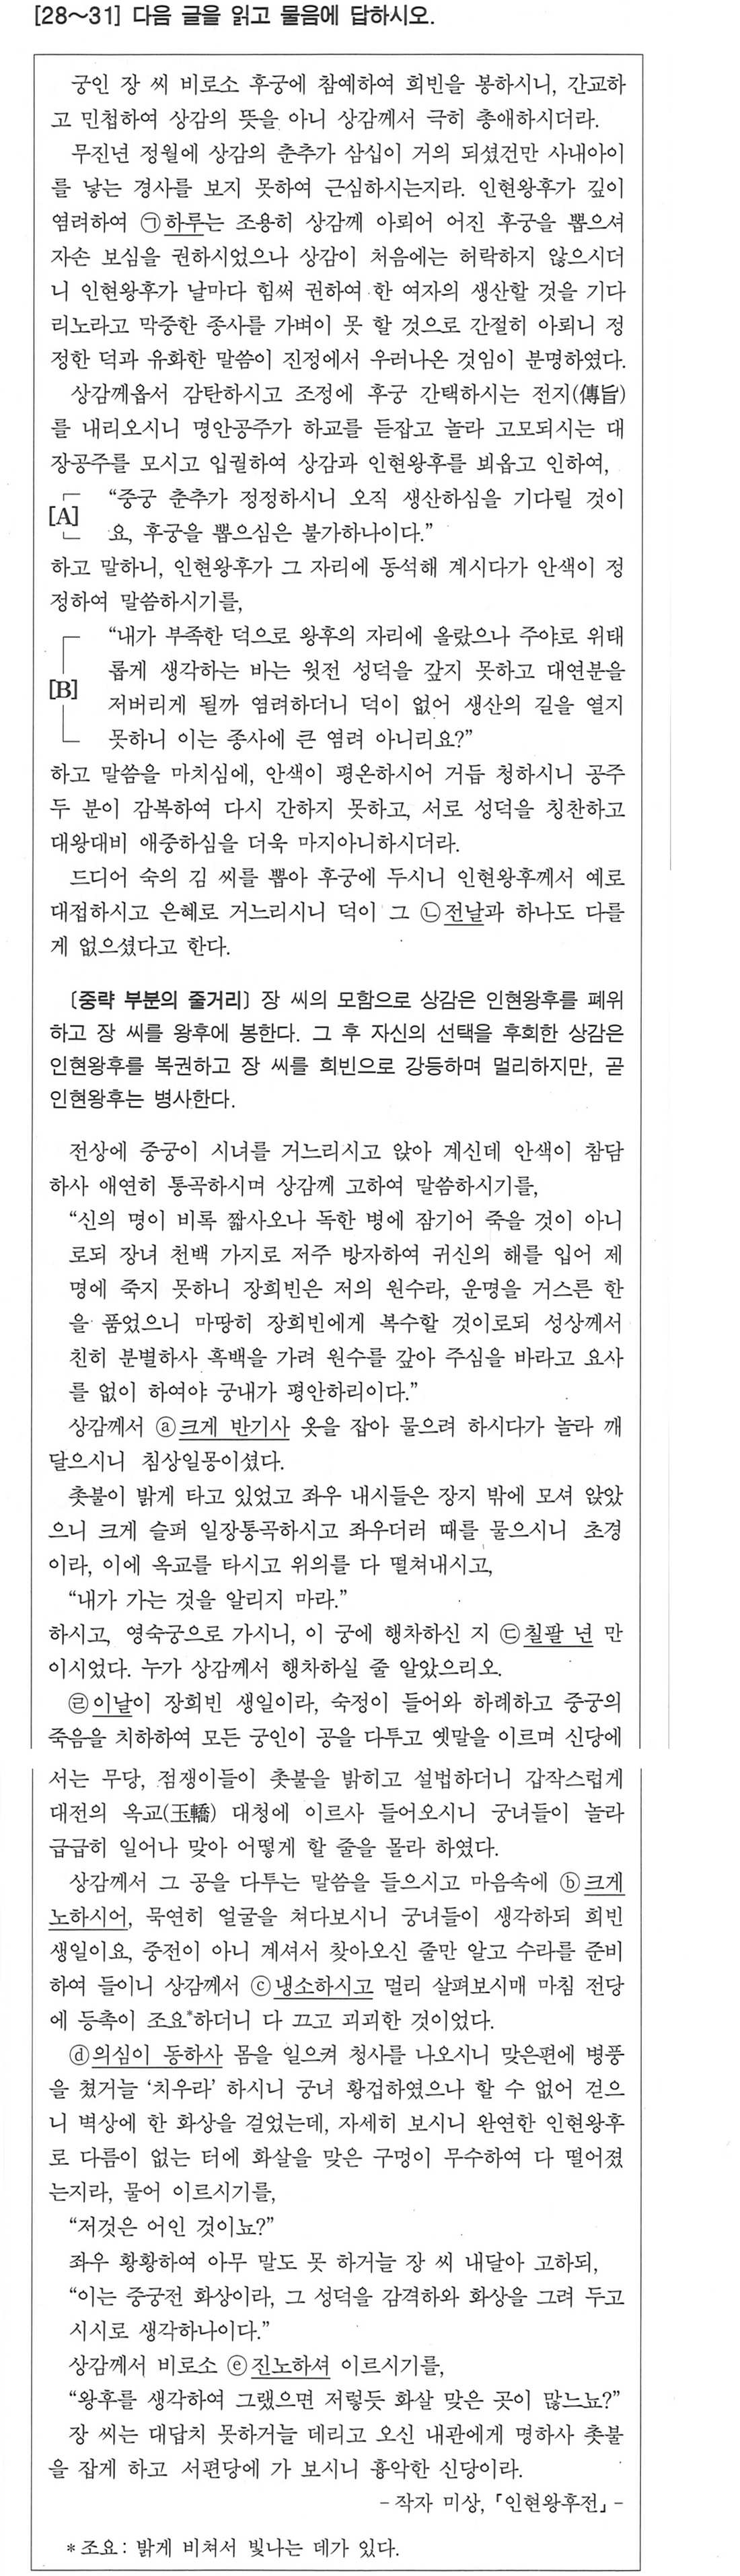 [28~31] 다음 글을 읽고 물음에 답하시오.
궁인 장 씨 비로소 후궁에 참예하여 희빈을 봉하시니, 간교하
고 민첩하여 상감의 뜻을 아니 상감께서 극히 총애하시더라.
무진년 정월에 상감의 춘추가 삼십이 거의 되셨건만 사내아이
를 낳는 경사를 보지 못하여 근심하시는지라. 인현왕후가 깊이
염려하여 ㉠하루는 조용히 상감께 아뢰어 어진 후궁을 뽑으셔
자손 보심을 권하시었으나 상감이 처음에는 허락하지 않으시더
니 인현왕후가 날마다 힘써 권하여 한 여자의 생산할 것을 기다
리노라고 막중한 종사를 가벼이 못 할 것으로 간절히 아뢰니 정
정한 덕과 유화한 말씀이 진정에서 우러나온 것임이 분명하였다.
상감께옵서 감탄하시고 조정에 후궁 간택하시는 전지(傳旨)
를 내리오시니 명안공주가 하교를 듣잡고 놀라 고모되시는 대
장공주를 모시고 입궐하여 상감과 인현왕후를 뵈옵고 인하여,
[A] “중궁 춘추가 정정하시니 오직 생산하심을 기다릴 것이
요, 후궁을 뽑으심은 불가하나이다.”
하고 말하니, 인현왕후가 그 자리에 동석해 계시다가 안색이 정
정하여 말씀하시기를,
[B] “내가 부족한 덕으로 왕후의 자리에 올랐으나 주야로 위태
롭게 생각하는 바는 윗전 성덕을 갚지 못하고 대연분을
저버리게 될까 염려하더니 덕이 없어 생산의 길을 열지
못하니 이는 종사에 큰 염려 아니리요?”
하고 말씀을 마치심에, 안색이 평온하시어 거듭 청하시니 공주
두 분이 감복하여 다시 간하지 못하고, 서로 성덕을 칭찬하고
대왕대비 애중하심을 더욱 마지아니하시더라.
드디어 숙의 김 씨를 뽑아 후궁에 두시니 인현왕후께서 예로
대접하시고 은혜로 거느리시니 덕이 그 ㉡전날과 하나도 다를
게 없으셨다고 한다.
〔중략 부분의 줄거리〕 장 씨의 모함으로 상감은 인현왕후를 폐위
하고 장 씨를 왕후에 봉한다. 그 후 자신의 선택을 후회한 상감은
인현왕후를 복권하고 장 씨를 희빈으로 강등하며 멀리하지만, 곧
인현왕후는 병사한다.
전상에 중궁이 시녀를 거느리시고 앉아 계신데 안색이 참담
하사 애연히 통곡하시며 상감께 고하여 말씀하시기를,
“신의 명이 비록 짧사오나 독한 병에 잠기어 죽을 것이 아니
로되 장녀 천백 가지로 저주 방자하여 귀신의 해를 입어 제
명에 죽지 못하니 장희빈은 저의 원수라, 운명을 거스른 한
을 품었으니 마땅히 장희빈에게 복수할 것이로되 성상께서
친히 분별하사 흑백을 가려 원수를 갚아 주심을 바라고 요사
를 없이 하여야 궁내가 평안하리이다.”
상감께서 ⓐ크게 반기사 옷을 잡아 물으려 하시다가 놀라 깨
달으시니 침상일몽이셨다.
촛불이 밝게 타고 있었고 좌우 내시들은 장지 밖에 모셔 앉았
으니 크게 슬퍼 일장통곡하시고 좌우더러 때를 물으시니 초경
이라, 이에 옥교를 타시고 위의를 다 떨쳐내시고,
“내가 가는 것을 알리지 마라.”
하시고, 영숙궁으로 가시니, 이 궁에 행차하신 지 ㉢칠팔 년 만
이시었다. 누가 상감께서 행차하실 줄 알았으리오.
㉣이날이 장희빈 생일이라, 숙정이 들어와 하례하고 중궁의
죽음을 치하하여 모든 궁인이 공을 다투고 옛말을 이르며 신당에
서는 무당, 점쟁이들이 촛불을 밝히고 설법하더니 갑작스럽게
대전의 옥교(玉轎) 대청에 이르사 들어오시니 궁녀들이 놀라
급급히 일어나 맞아 어떻게 할 줄을 몰라 하였다.
상감께서 그 공을 다투는 말씀을 들으시고 마음속에 ⓑ크게
노하시어, 묵연히 얼굴을 쳐다보시니 궁녀들이 생각하되 희빈
생일이요, 중전이 아니 계셔서 찾아오신 줄만 알고 수라를 준비
하여 들이니 상감께서 ⓒ냉소하시고 멀리 살펴보시매 마침 전당
에 등촉이 조요*하더니 다 끄고 괴괴한 것이었다.
ⓓ의심이 동하사 몸을 일으켜 청사를 나오시니 맞은편에 병풍
을 쳤거늘 ‘치우라’ 하시니 궁녀 황겁하였으나 할 수 없어 걷으
니 벽상에 한 화상을 걸었는데, 자세히 보시니 완연한 인현왕후
로 다름이 없는 터에 화살을 맞은 구멍이 무수하여 다 떨어졌
는지라, 물어 이르시기를,
“저것은 어인 것이뇨?”
좌우 황황하여 아무 말도 못 하거늘 장 씨 내달아 고하되,
“이는 중궁전 화상이라, 그 성덕을 감격하와 화상을 그려 두고
시시로 생각하나이다.”
상감께서 비로소 ⓔ진노하셔 이르시기를,
“왕후를 생각하여 그랬으면 저렇듯 화살 맞은 곳이 많느뇨?”
장 씨는 대답치 못하거늘 데리고 오신 내관에게 명하사 촛불
을 잡게 하고 서편당에 가 보시니 흉악한 신당이라.
- 작자 미상, 「인현왕후전」 -
* 조요 : 밝게 비쳐서 빛나는 데가 있다.